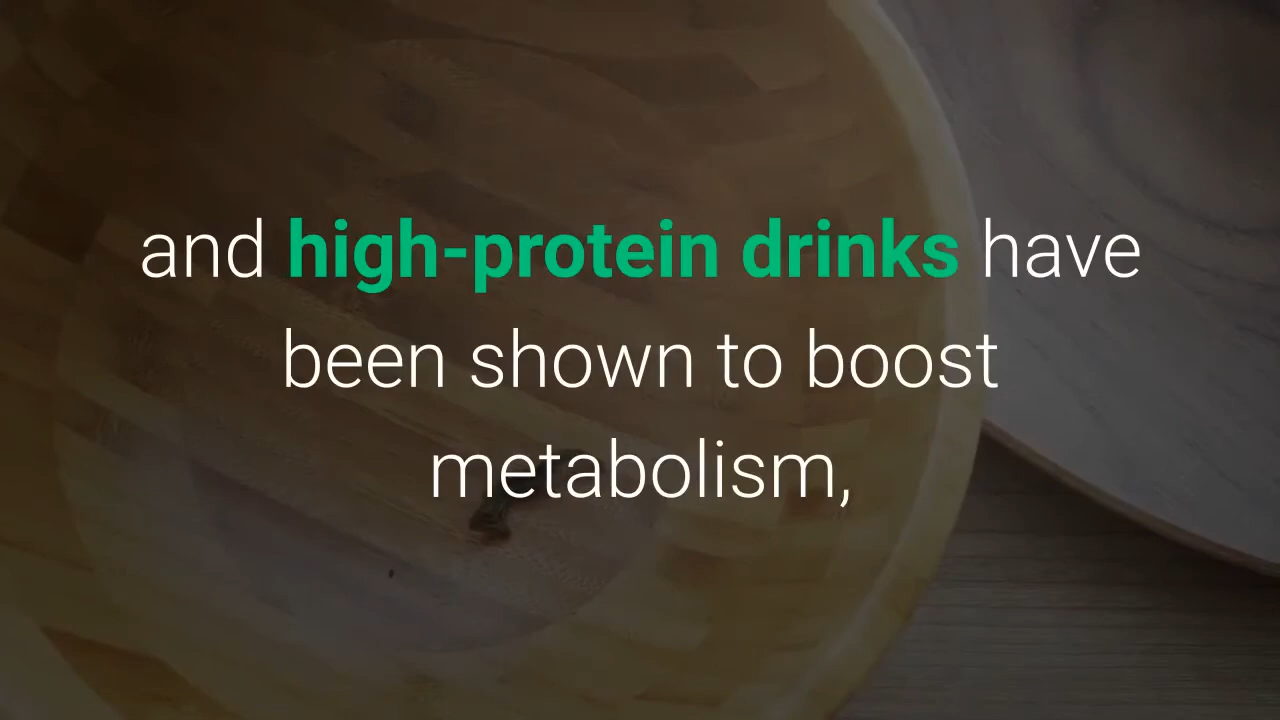 and high-protein drinks have
been shown to boost
metabolism,